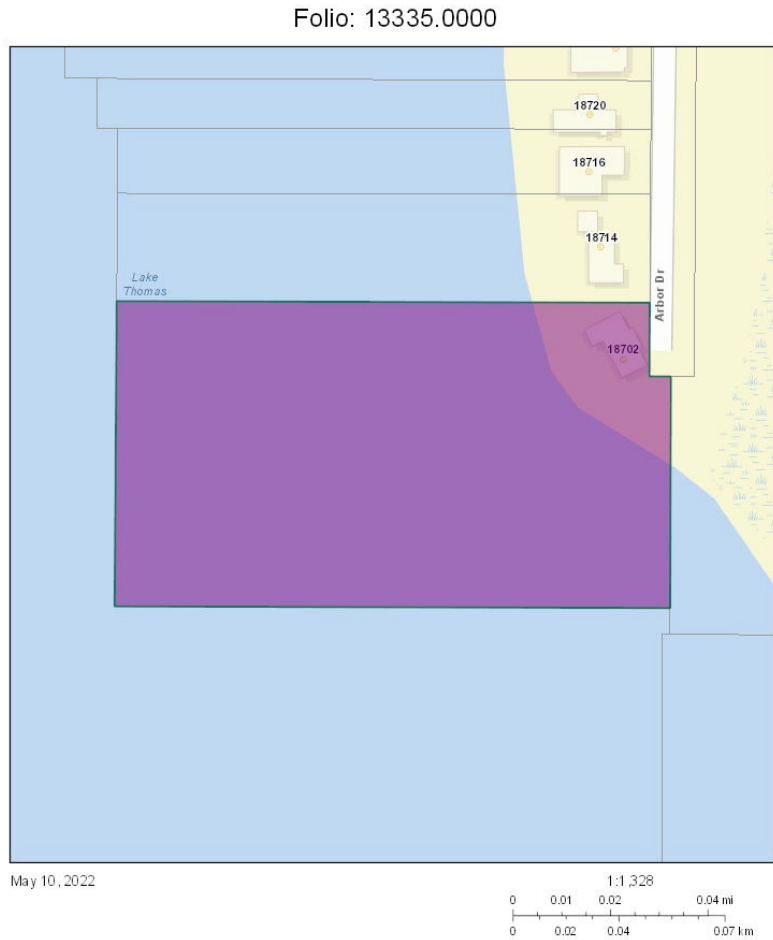 Folio: 13335.0000
18720
18716
18714
Lake
Thomas
Arbor Dr
18702
May 10, 2022
1:1,328
0 0.01 0.02 0.04 mi
0 0.02 0.04 0.07 km